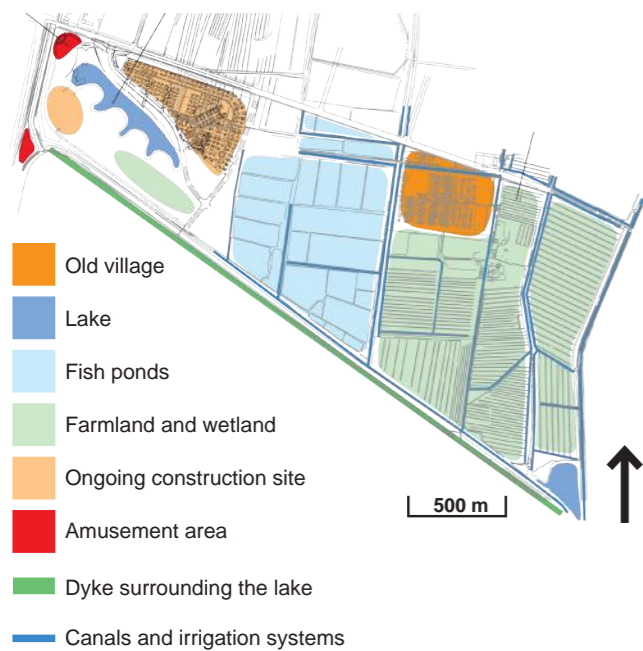 Old village
Lake
Fish ponds
Farmland and wetland
Ongoing construction site
Amusement area
Dyke surrounding the lake
Canals and irrigation systems
500 m